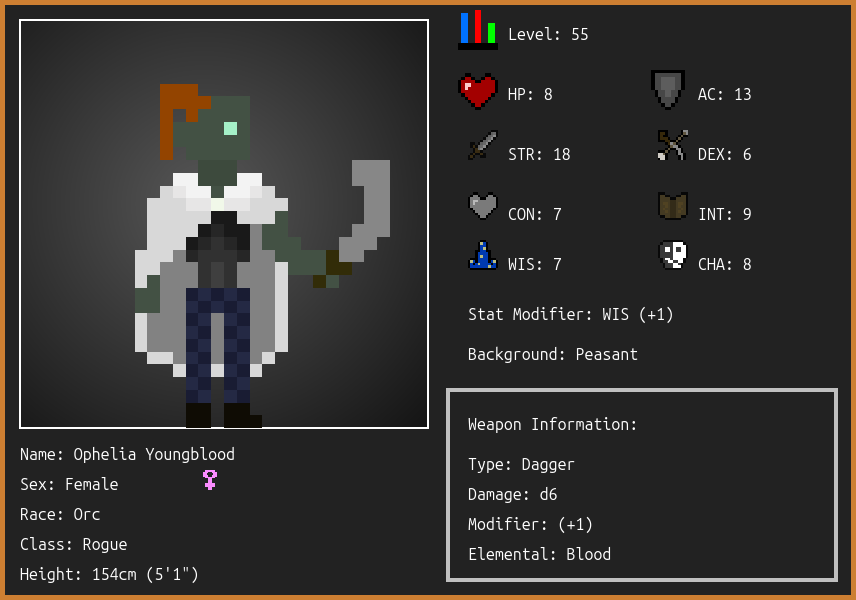 Level: 55
HP: 8
AC: 13
STR: 18
DEX: 6
CON: 7
INT: 9
WIS: 7
CHA: 8
Stat Modifier: WIS (+1)
Background: Peasant
Weapon Information:
Type: Dagger
Damage: d6
Modifier: (+1)
Elemental: Blood
Name: Ophelia Youngblood
Sex: Female
Race: Orc
Class: Rogue
Height: 154cm (5'1")